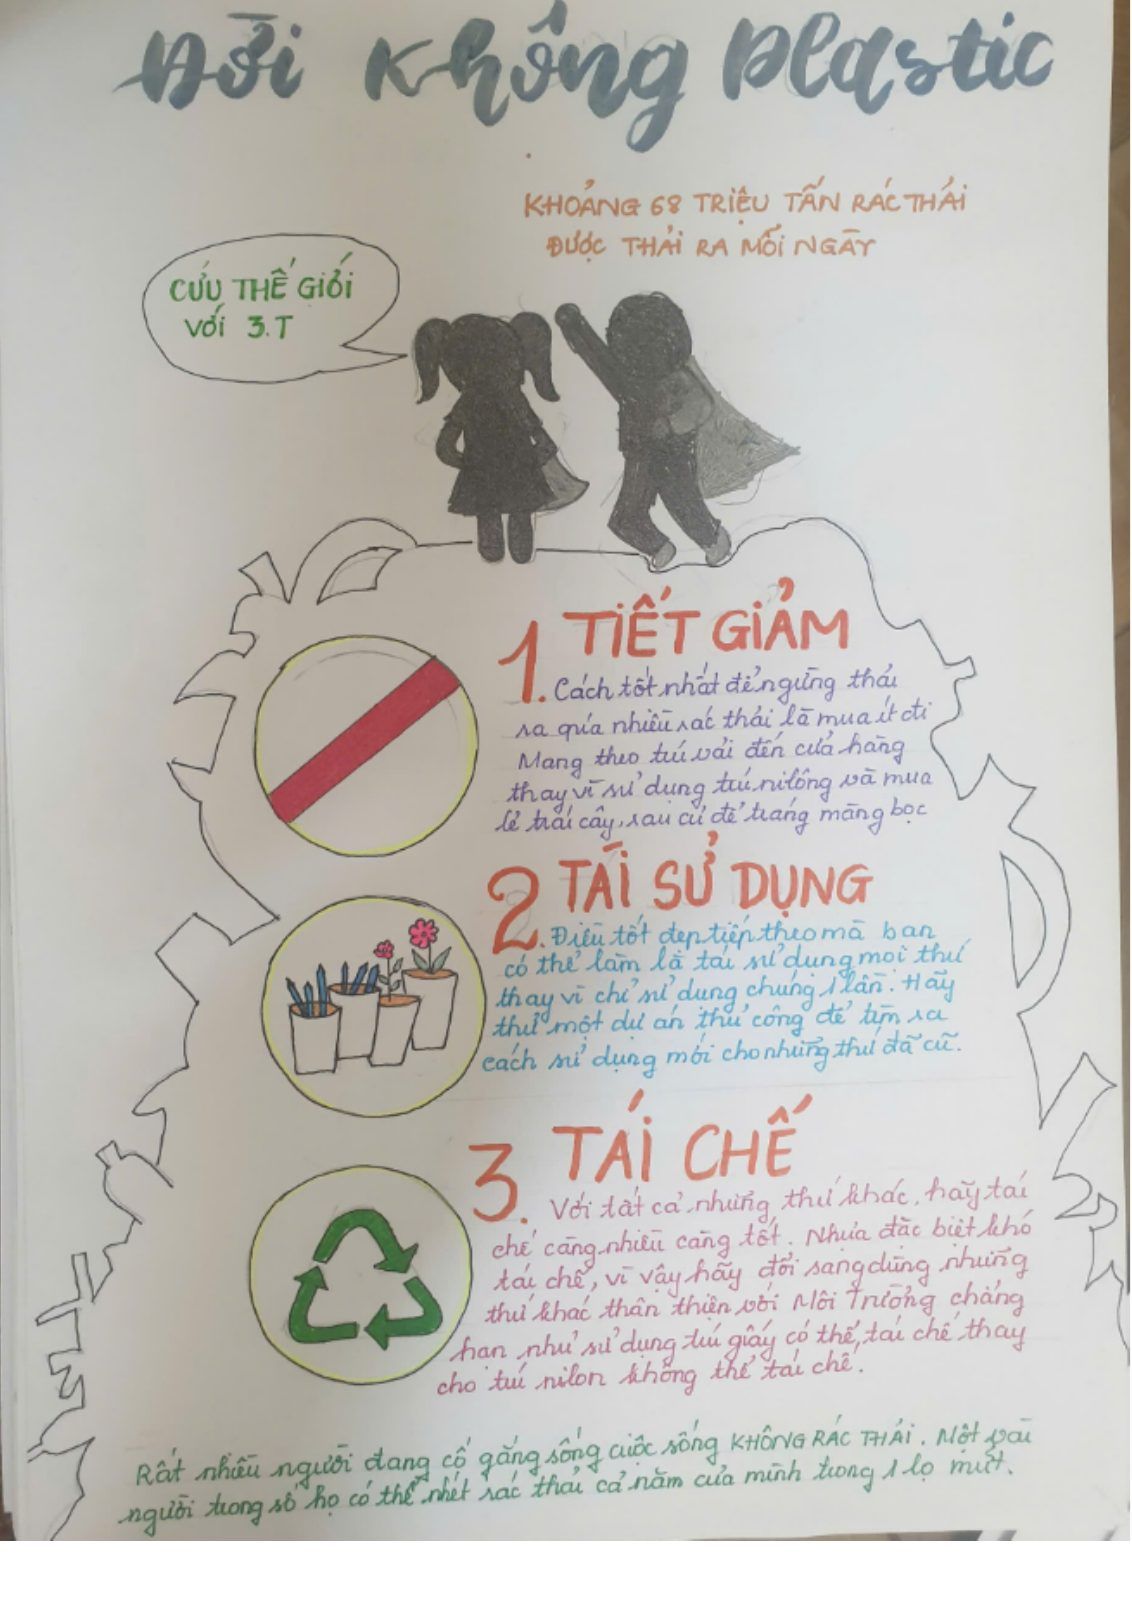 Đời Không Plastic
KHOẢNG 68 TRIỆU TẤN RÁC THẢI
ĐƯỢC THẢI RA MỖI NGÀY
CỨU THẾ GIỚI
VỚI 3.T
1. TIẾT GIẢM
Cách tốt nhất để ngừng thải
ra qúa nhiều rác thải là mua ít đi
Mang theo túi vải đến cửa hàng
thay vì sử dụng túi nilông và mua
lẻ trái cây, rau củ để tráng màng bọc
2. TÁI SỬ DỤNG
Điều tốt đẹp tiếp theo mà bạn
có thể làm là tái sử dụng mọi thứ
thay vì chỉ sử dụng chúng 1 lần. Hãy
thử một dự án thủ công để tìm ra
cách sử dụng mới cho những thứ đã cũ.
3. TÁI CHẾ
Với tất cả những thứ khác, hãy tái
chế càng nhiều càng tốt. Nhựa đặc biệt khó
tái chế, vì vậy hãy đổi sang dùng những
thứ khác thân thiện với Môi Trường chẳng
hạn như sử dụng túi giấy có thể tái chế thay
cho túi nilon không thể tái chế.
Rất nhiều người đang cố gắng sống cuộc sống KHÔNG RÁC THẢI. Một vài
người trong số họ có thể nhét rác thải cả năm của mình trong 1 lọ mứt.